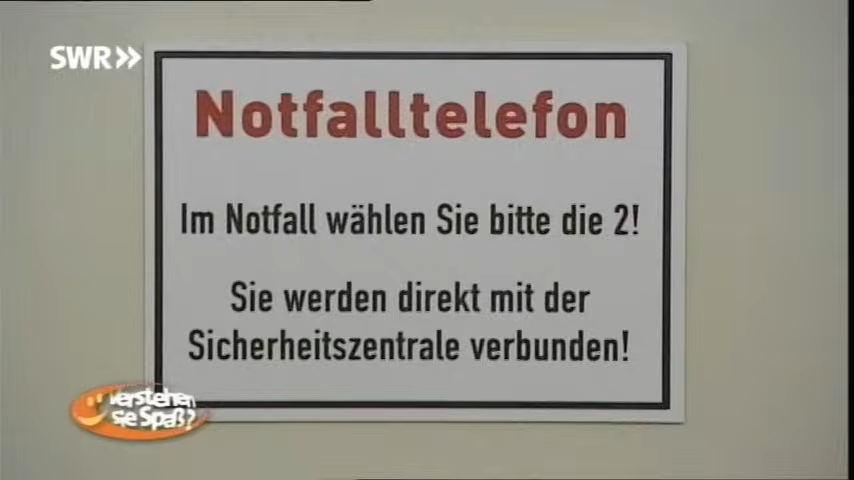 SWR»
Notfalltelefon
Im Notfall wählen Sie bitte die 2!
Sie werden direkt mit der
Sicherheitszentrale verbunden!
Verstehen
sie Spaß?